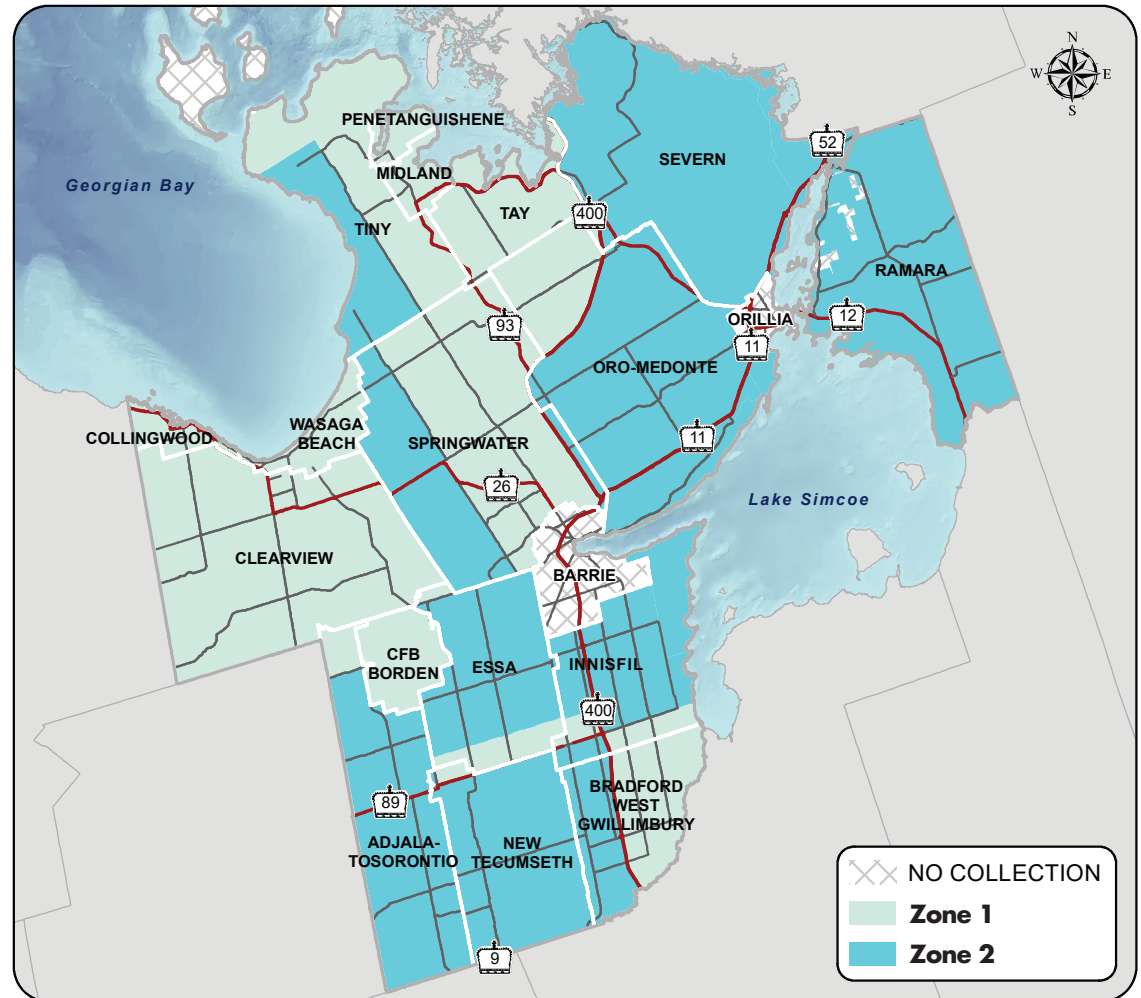 N
W
E
S
52
PENETANGUISHENE
SEVERN
MIDLAND
Georgian Bay
TAY
400
TINY
RAMARA
93
12
ORILLIA
11
ORO-MEDONTE
WASAGA
BEACH
COLLINGWOOD
SPRINGWATER
11
26
Lake Simcoe
CLEARVIEW
BARRIE
CFB
BORDEN
ESSA
INNISFIL
400
BRADFORD
WEST
GWILLIMBURY
89
ADJALA-
TOSORONTIO
NEW
TECUMSETH
9
NO COLLECTION
Zone 1
Zone 2